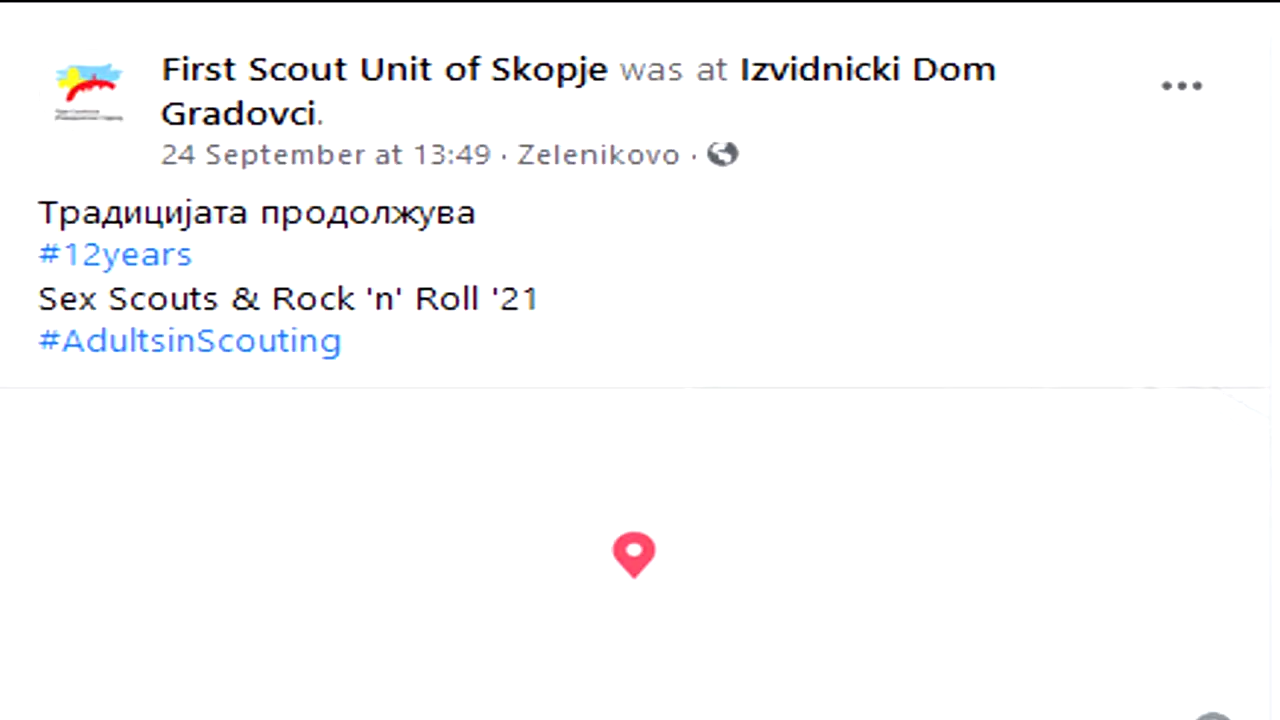 First Scout Unit of Skopje was at Izvidnicki Dom
Gradovci.
24 September at 13:49 · Zelenikovo ·
Традицијата продолжува
#12years
Sex Scouts & Rock 'n' Roll '21
#AdultsinScouting